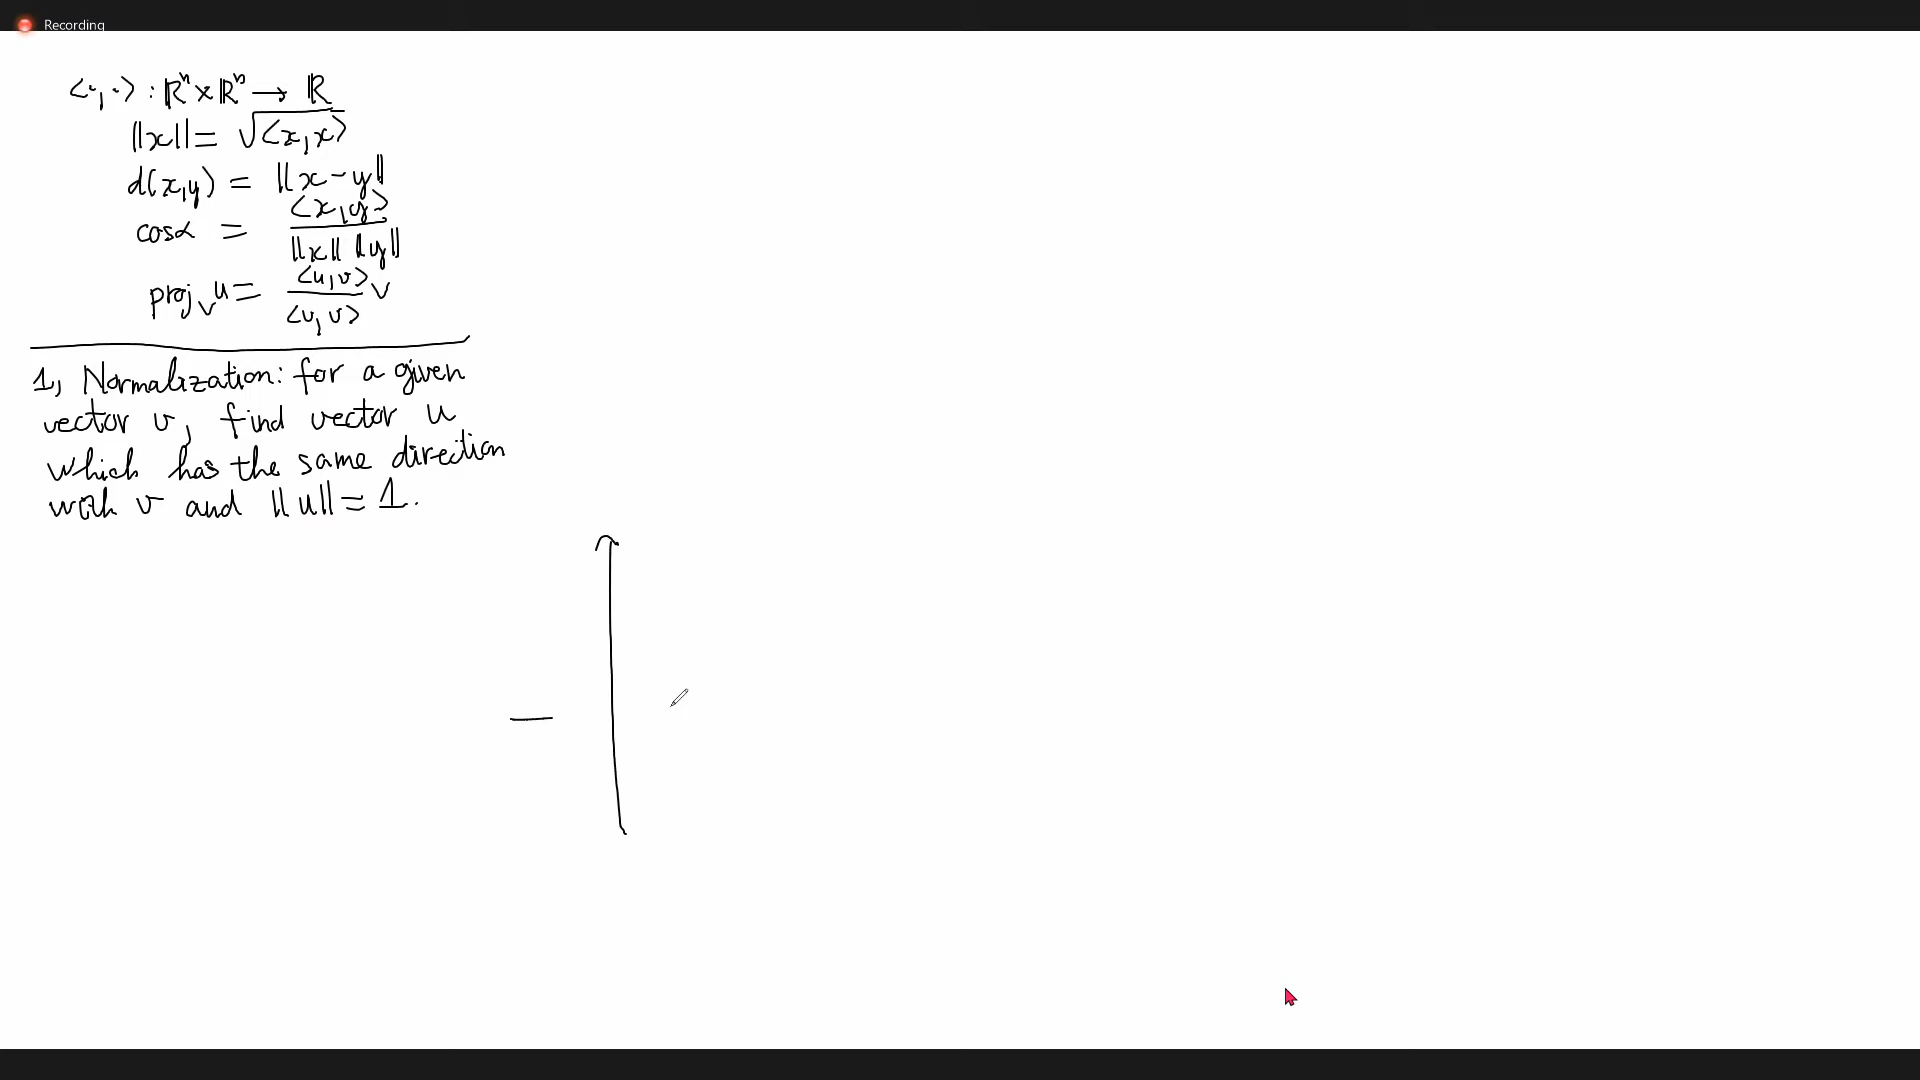 Recording
<·,·> : ℝⁿ × ℝⁿ → ℝ
||x|| = √<x,x>
d(x,y) = ||x-y||
cosα = <x,y> / ||x|| ||y||
proj_v u = <u,v> / <v,v> v
1, Normalization: for a given
vector v, find vector u
which has the same direction
with v and ||u|| = 1.